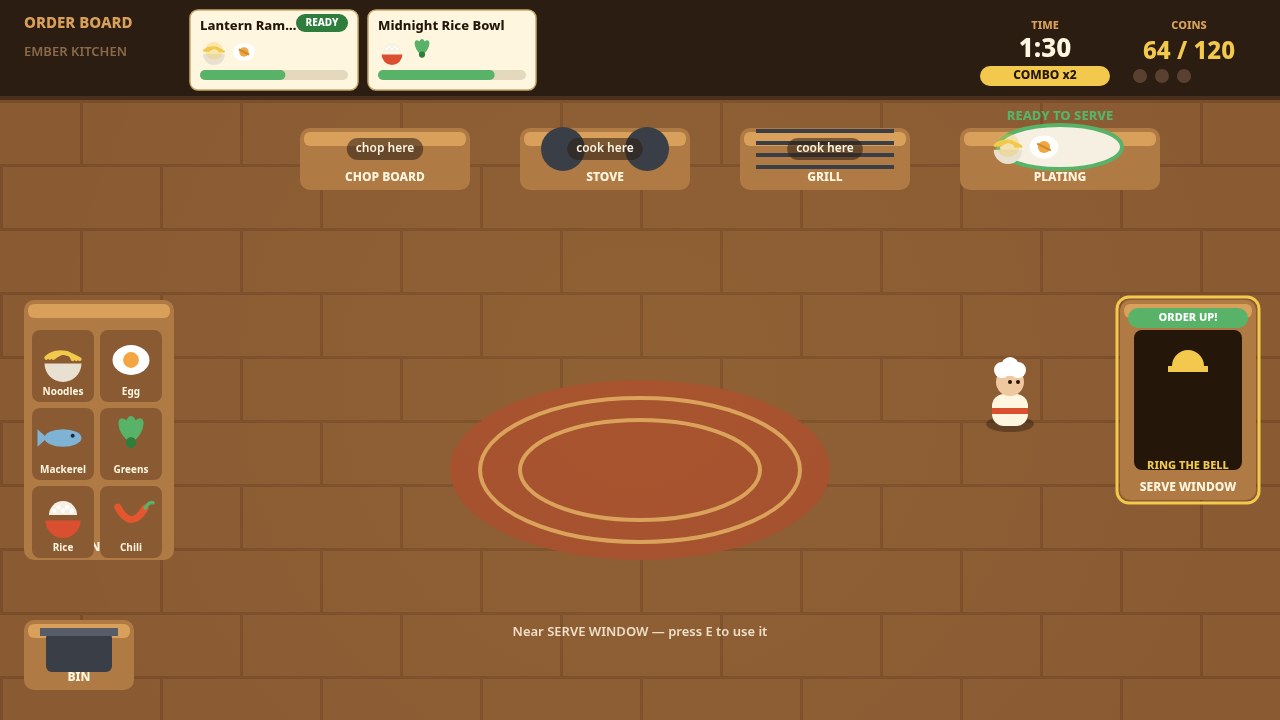 ORDER BOARD
EMBER KITCHEN
Lantern Ram...
READY
Midnight Rice Bowl
TIME
1:30
COMBO x2
COINS
64 / 120
READY TO SERVE
chop here
CHOP BOARD
cook here
STOVE
cook here
GRILL
PLATING
Noodles
Egg
Mackerel
Greens
Rice
Chili
ORDER UP!
RING THE BELL
SERVE WINDOW
Near SERVE WINDOW — press E to use it
BIN